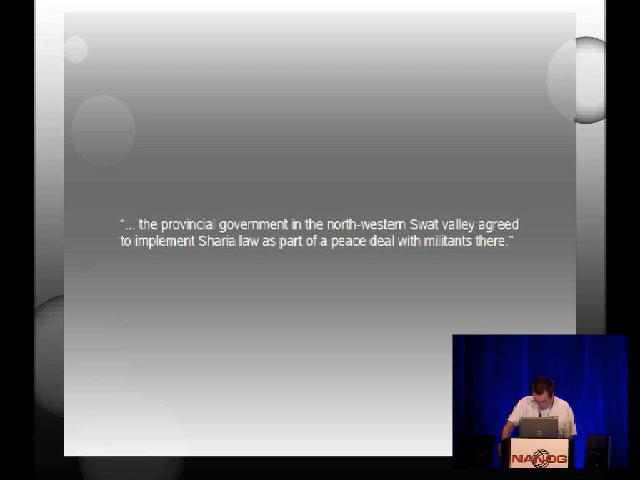 "... the provincial government in the north-western Swat valley agreed
to implement Sharia law as part of a peace deal with militants there."
NANOG